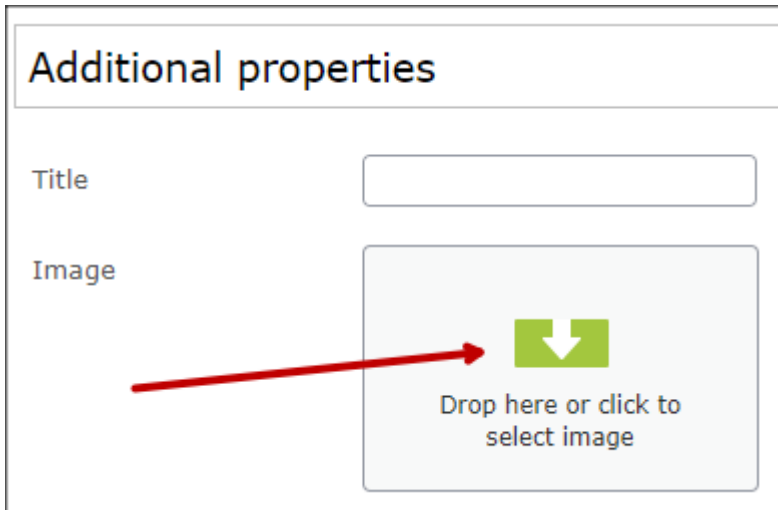 Additional properties
Title
Image
Drop here or click to
select image